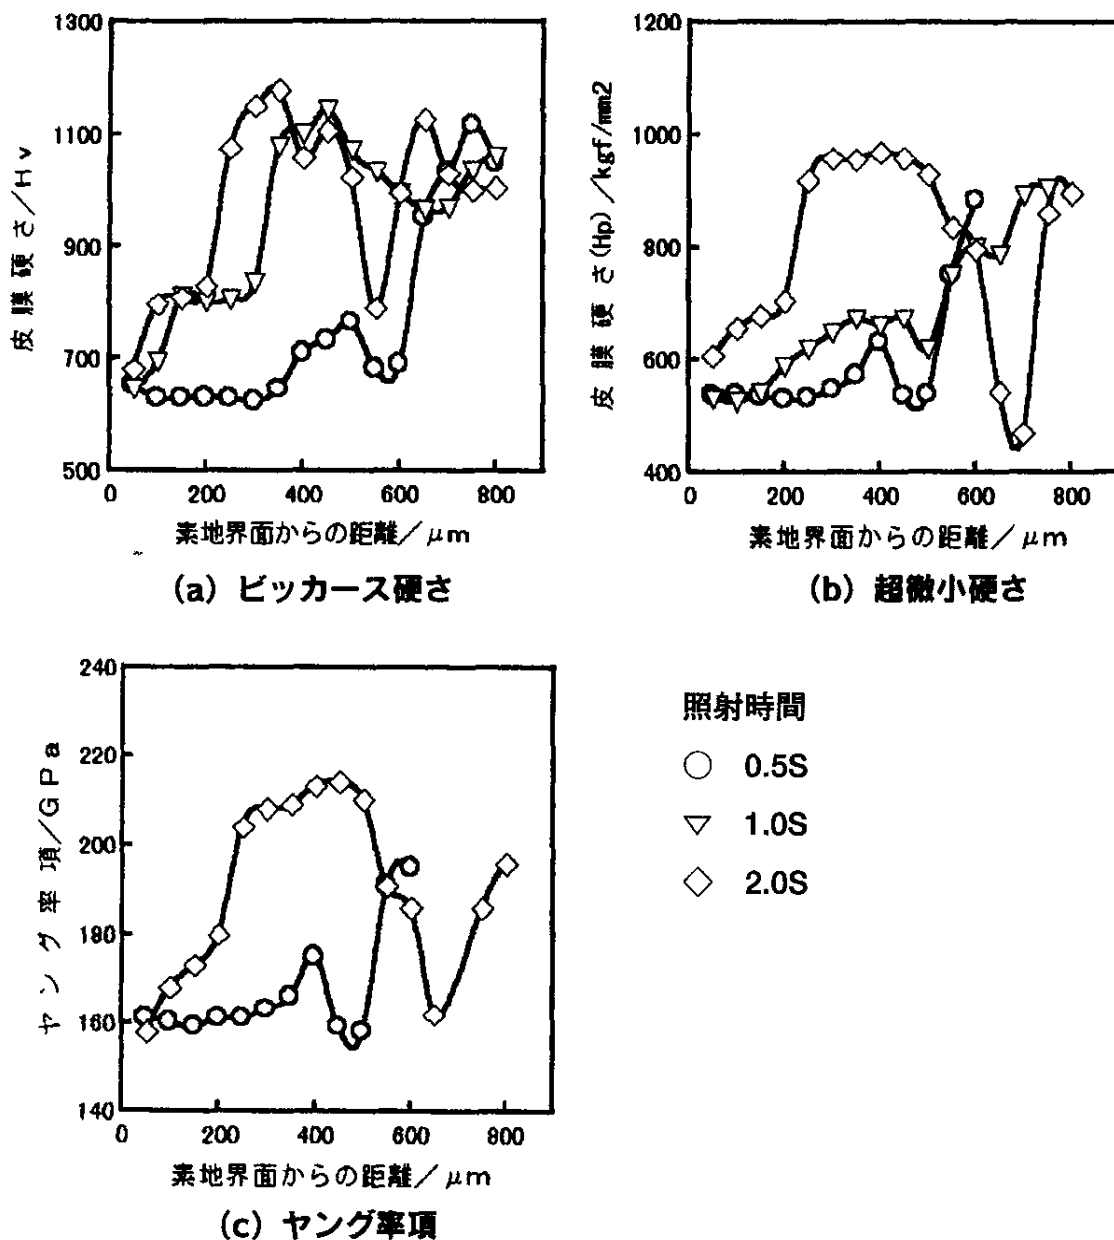 1300
1100
900
700
500
皮膜硬さ/Hv
0 200 400 600 800
素地界面からの距離/μm
(a) ビッカース硬さ
1200
1000
800
600
400
皮膜硬さ(Hp)/kgf/mm2
0 200 400 600 800
素地界面からの距離/μm
(b) 超微小硬さ
240
220
200
180
160
140
ヤング率項/GPa
0 200 400 600 800
素地界面からの距離/μm
(c) ヤング率項
照射時間
0.5S
1.0S
2.0S